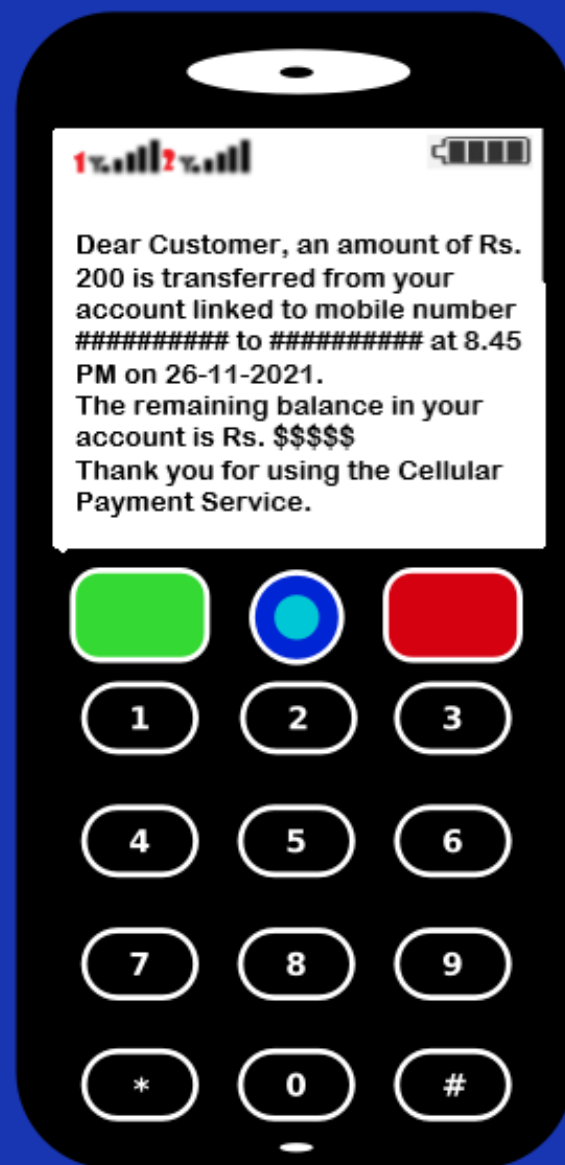 1 2
Dear Customer, an amount of Rs.
200 is transferred from your
account linked to mobile number
########## to ########## at 8.45
PM on 26-11-2021.
The remaining balance in your
account is Rs. $$$$$
Thank you for using the Cellular
Payment Service.
1 2 3
4 5 6
7 8 9
* 0 #